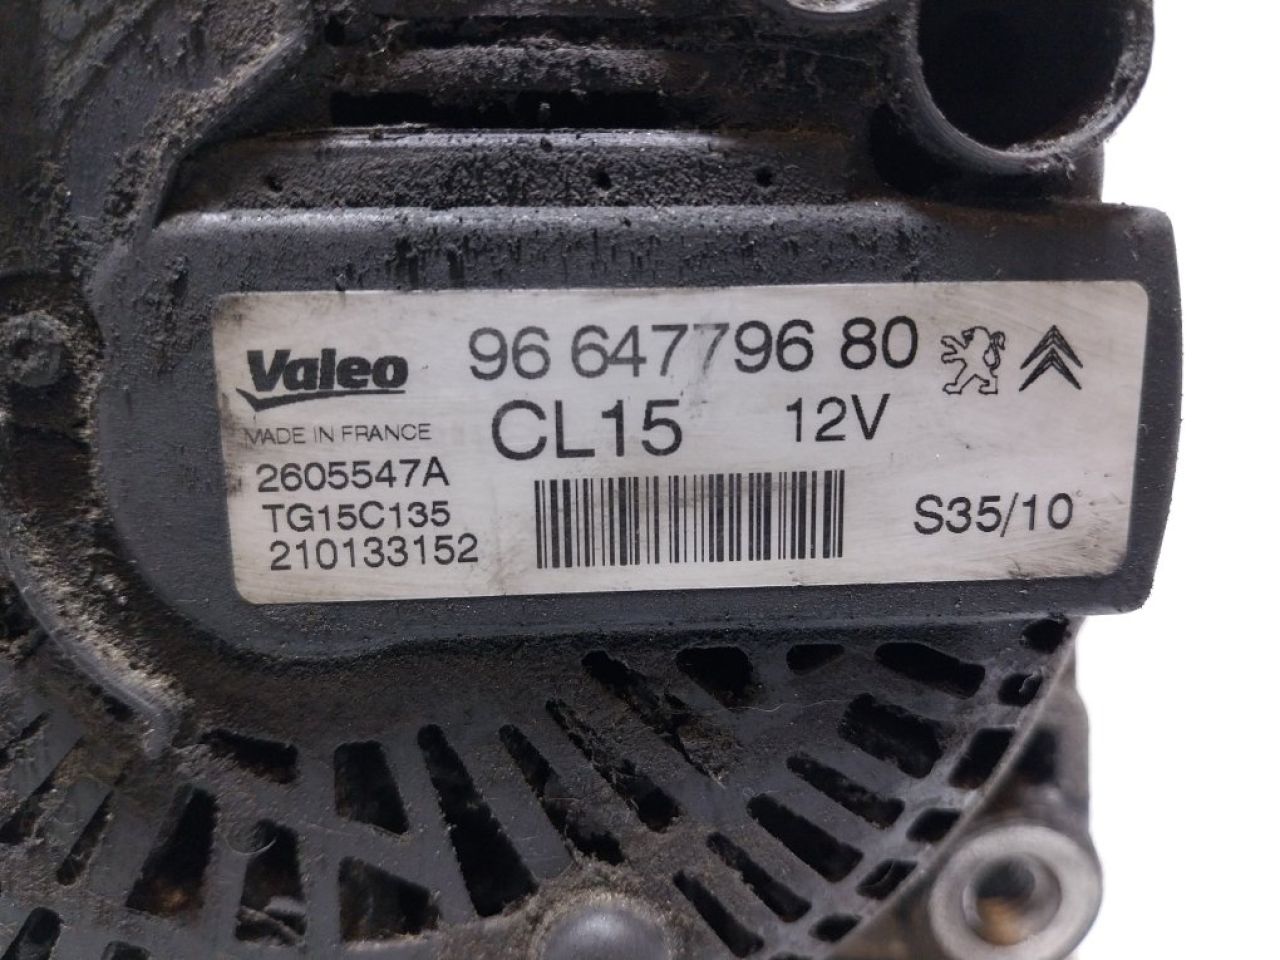 Valeo 96 647796 80
MADE IN FRANCE CL15 12V
2605547A
TG15C135 S35/10
210133152